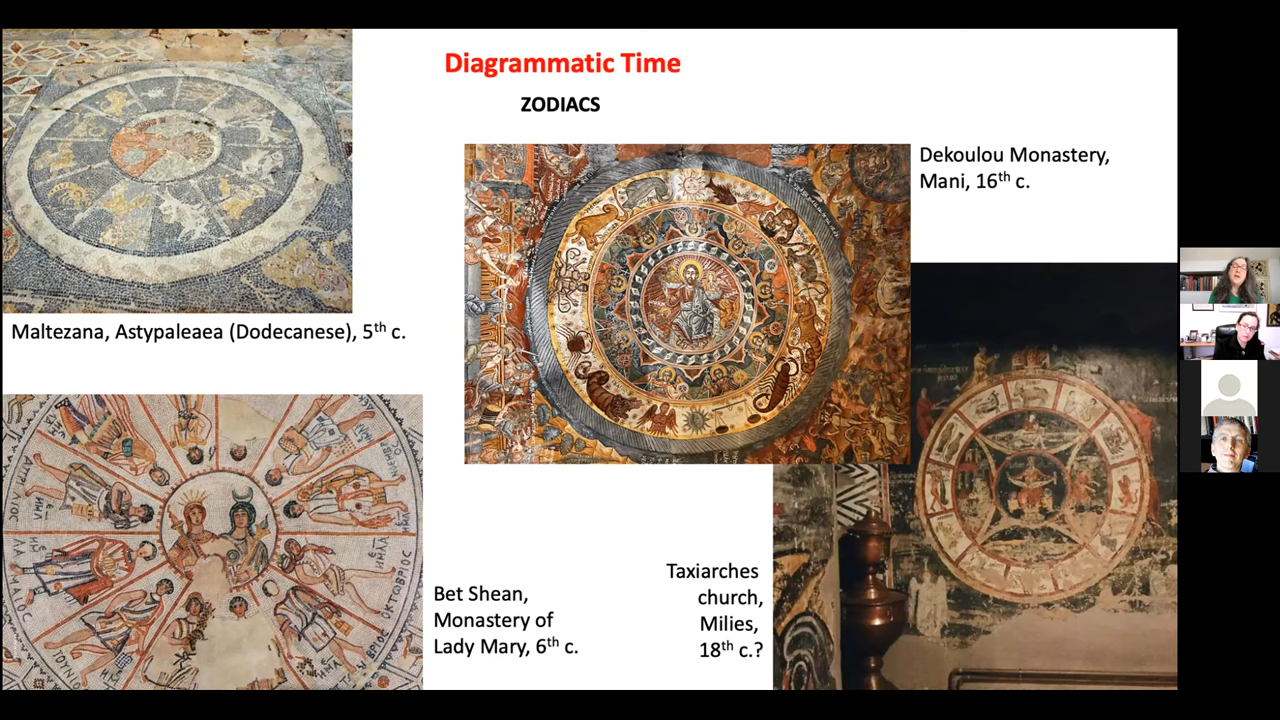 Diagrammatic Time
ZODIACS
Dekoulou Monastery,
Mani, 16th c.
Maltezana, Astypaleaea (Dodecanese), 5th c.
Bet Shean,
Monastery of
Lady Mary, 6th c.
Taxiarches
church,
Milies,
18th c.?
ΟΚΤΩΒΡΙΟC